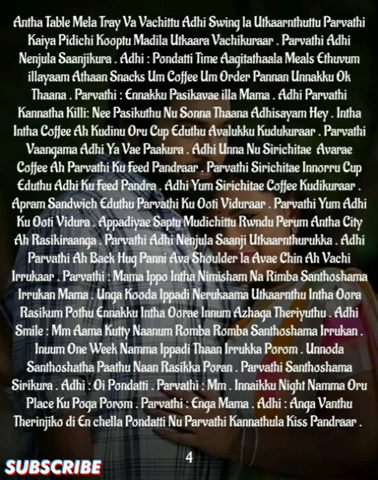 Antha Table Mela Tray Va Vachittu Adhi Swing la Utkaarnthuttu Parvathi
Kaiya Pidichi Kooptu Madila Utkaara Vachikuraar . Parvathi Adhi
Nenjula Saanjikura . Adhi : Pondatti Time Aagitathaala Meals Ethuvum
illayaam Athaan Snacks Um Coffee Um Order Pannan Unnakku Ok
Thaana . Parvathi : Ennakku Pasikavae illa Mama . Adhi Parvathi
Kannatha Killi: Nee Pasikuthu Nu Sonna Thaana Adhisayam Hey . Intha
Intha Coffee Ah Kudinu Oru Cup Eduthu Avalukku Kudukuraar . Parvathi
Vaangama Adhi Ya Vae Paakura . Adhi Unna Nu Sirichitae Avarae
Coffee Ah Parvathi Ku Feed Pandraar . Parvathi Sirichitae Innorru Cup
Eduthu Adhi Ku Feed Pandra . Adhi Yum Sirichitae Coffee Kudikuraar .
Apram Sandwich Eduthu Parvathi Ku Ooti Viduraar . Parvathi Yum Adhi
Ku Ooti Vidura . Appadiyae Saptu Mudichittu Rwndu Perum Antha City
Ah Rasikiraanga . Parvathi Adhi Nenjula Saanji Utkaarnthurukka . Adhi
Parvathi Ah Back Hug Panni Ava Shoulder la Avae Chin Ah Vachi
Irrukaar . Parvathi : Mama Ippo Intha Nimisham Na Rimba Santhoshama
Irrukan Mama . Unga Kooda Ippadi Nerukaama Utkaarnthu Intha Oora
Rasikum Pothu Ennakku Intha Oorae Innum Azhaga Theriyuthu . Adhi
Smile : Mm Aama Kutty Naanum Romba Romba Santhoshama Irrukan .
Inuum One Week Namma Ippadi Thaan Irrukka Porom . Unnoda
Santhoshatha Paathu Naan Rasikka Poran . Parvathi Santhoshama
Sirikura . Adhi : Oi Pondatti . Parvathi : Mm . Innaikku Night Namma Oru
Place Ku Poga Porom . Parvathi : Enga Mama . Adhi : Anga Vanthu
Therinjiko di En chella Pondatti Nu Parvathi Kannathula Kiss Pandraar .
4
SUBSCRIBE